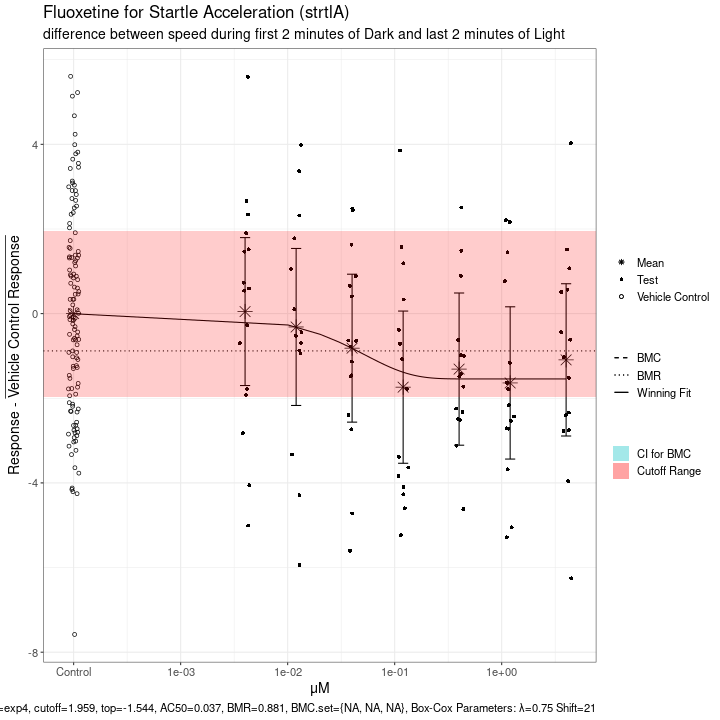 Fluoxetine for Startle Acceleration (strtlA)
difference between speed during first 2 minutes of Dark and last 2 minutes of Light
Response - Vehicle Control Response
4
0
-4
-8
Control
1e-03
1e-02
1e-01
1e+00
µM
Mean
Test
Vehicle Control
BMC
BMR
Winning Fit
CI for BMC
Cutoff Range
=exp4, cutoff=1.959, top=-1.544, AC50=0.037, BMR=0.881, BMC.set={NA, NA, NA}, Box-Cox Parameters: λ=0.75 Shift=21